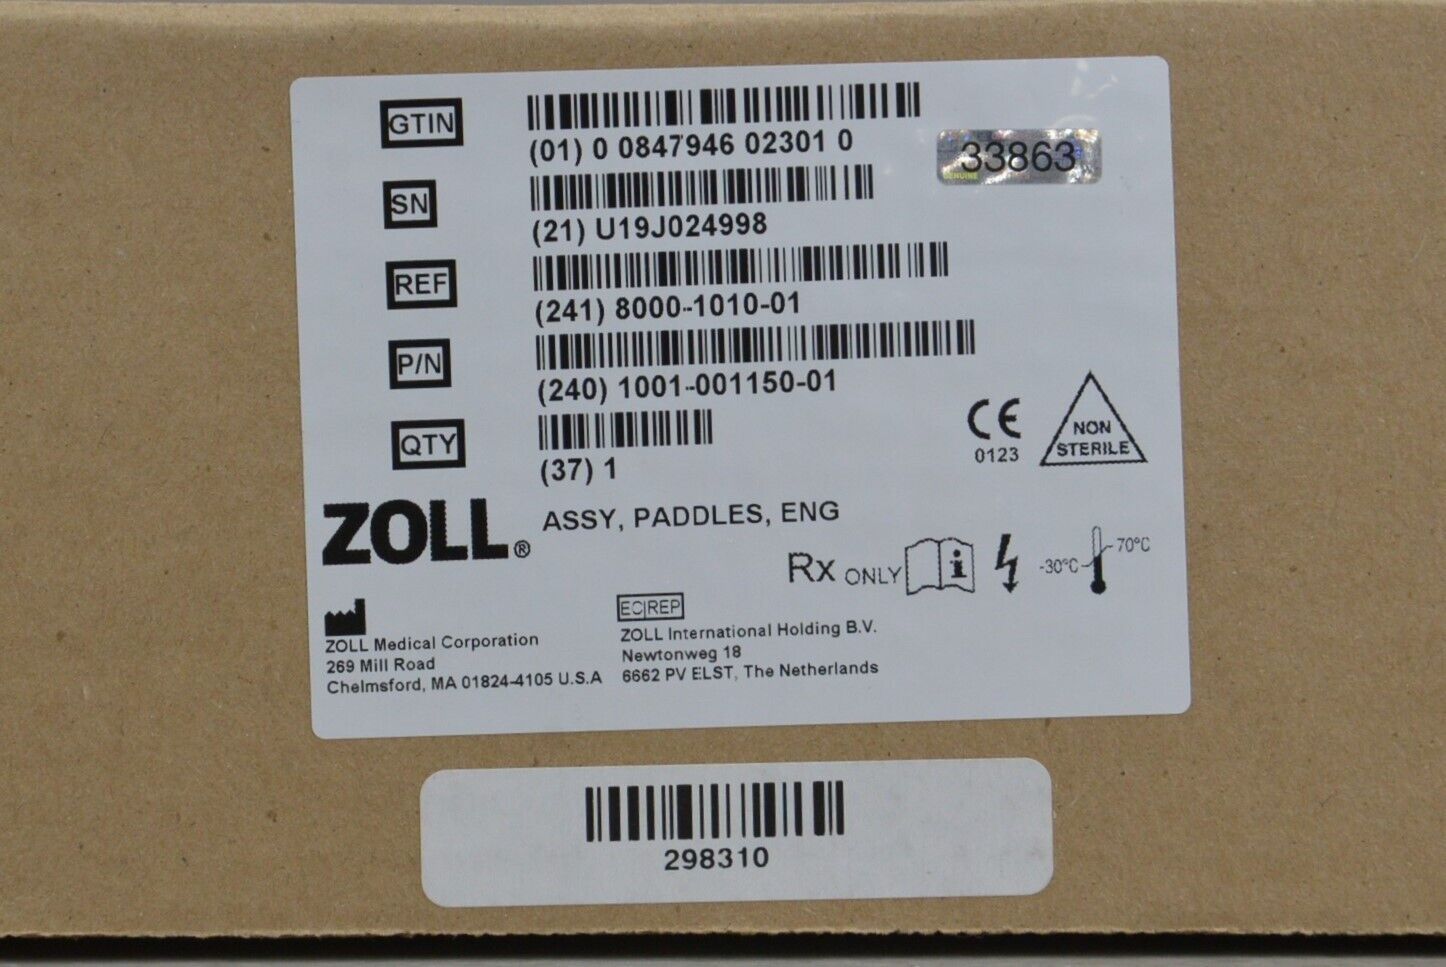 GTIN
(01) 0 0847946 02301 0
33863
GENUINE
SN
(21) U19J024998
REF
(241) 8000-1010-01
P/N
(240) 1001-001150-01
QTY
(37) 1
CE
0123
NON
STERILE
ZOLL®
ASSY, PADDLES, ENG
Rx ONLY
i
-30°C
70°C
ZOLL Medical Corporation
269 Mill Road
Chelmsford, MA 01824-4105 U.S.A
EC REP
ZOLL International Holding B.V.
Newtonweg 18
6662 PV ELST, The Netherlands
298310